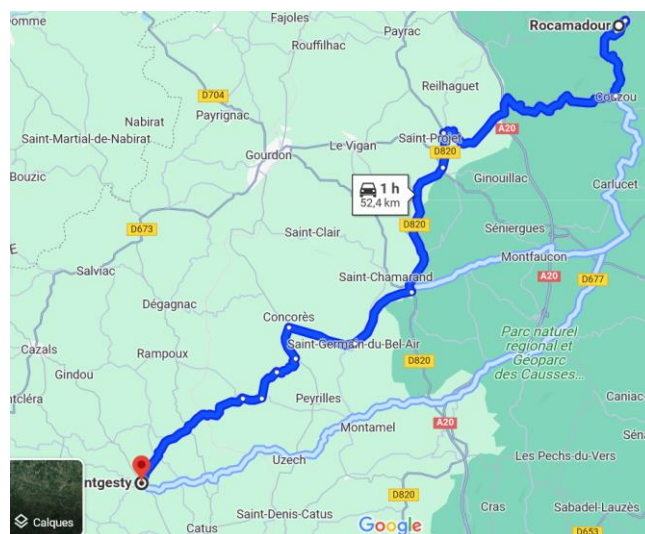 Fajoles
Payrac
Rocamadour
Rouffilhac
Reilhaguet
D704
Payrignac
Nabirat
Couzou
Saint-Martial-de-Nabirat
Saint-Projet
A20
Le Vigan
D820
Bouzic
Gourdon
Ginouillac
Carlucet
1 h
52,4 km
D673
Saint-Clair
D820
Séniergues
Montfaucon
Salviac
Saint-Chamarand
A20
D677
Dégagnac
Concorès
Parc naturel
régional et
Géoparc
des Causses...
Cazals
Rampoux
Saint-Germain-du-Bel-Air
Gindou
D820
Caniac
Peyrilles
Montamel
A20
Uzech
Les Pechs-du-Vers
ntgesty
D820
Cras
Sabadel-Lauzès
Saint-Denis-Catus
Calques
Catus
Google
D653